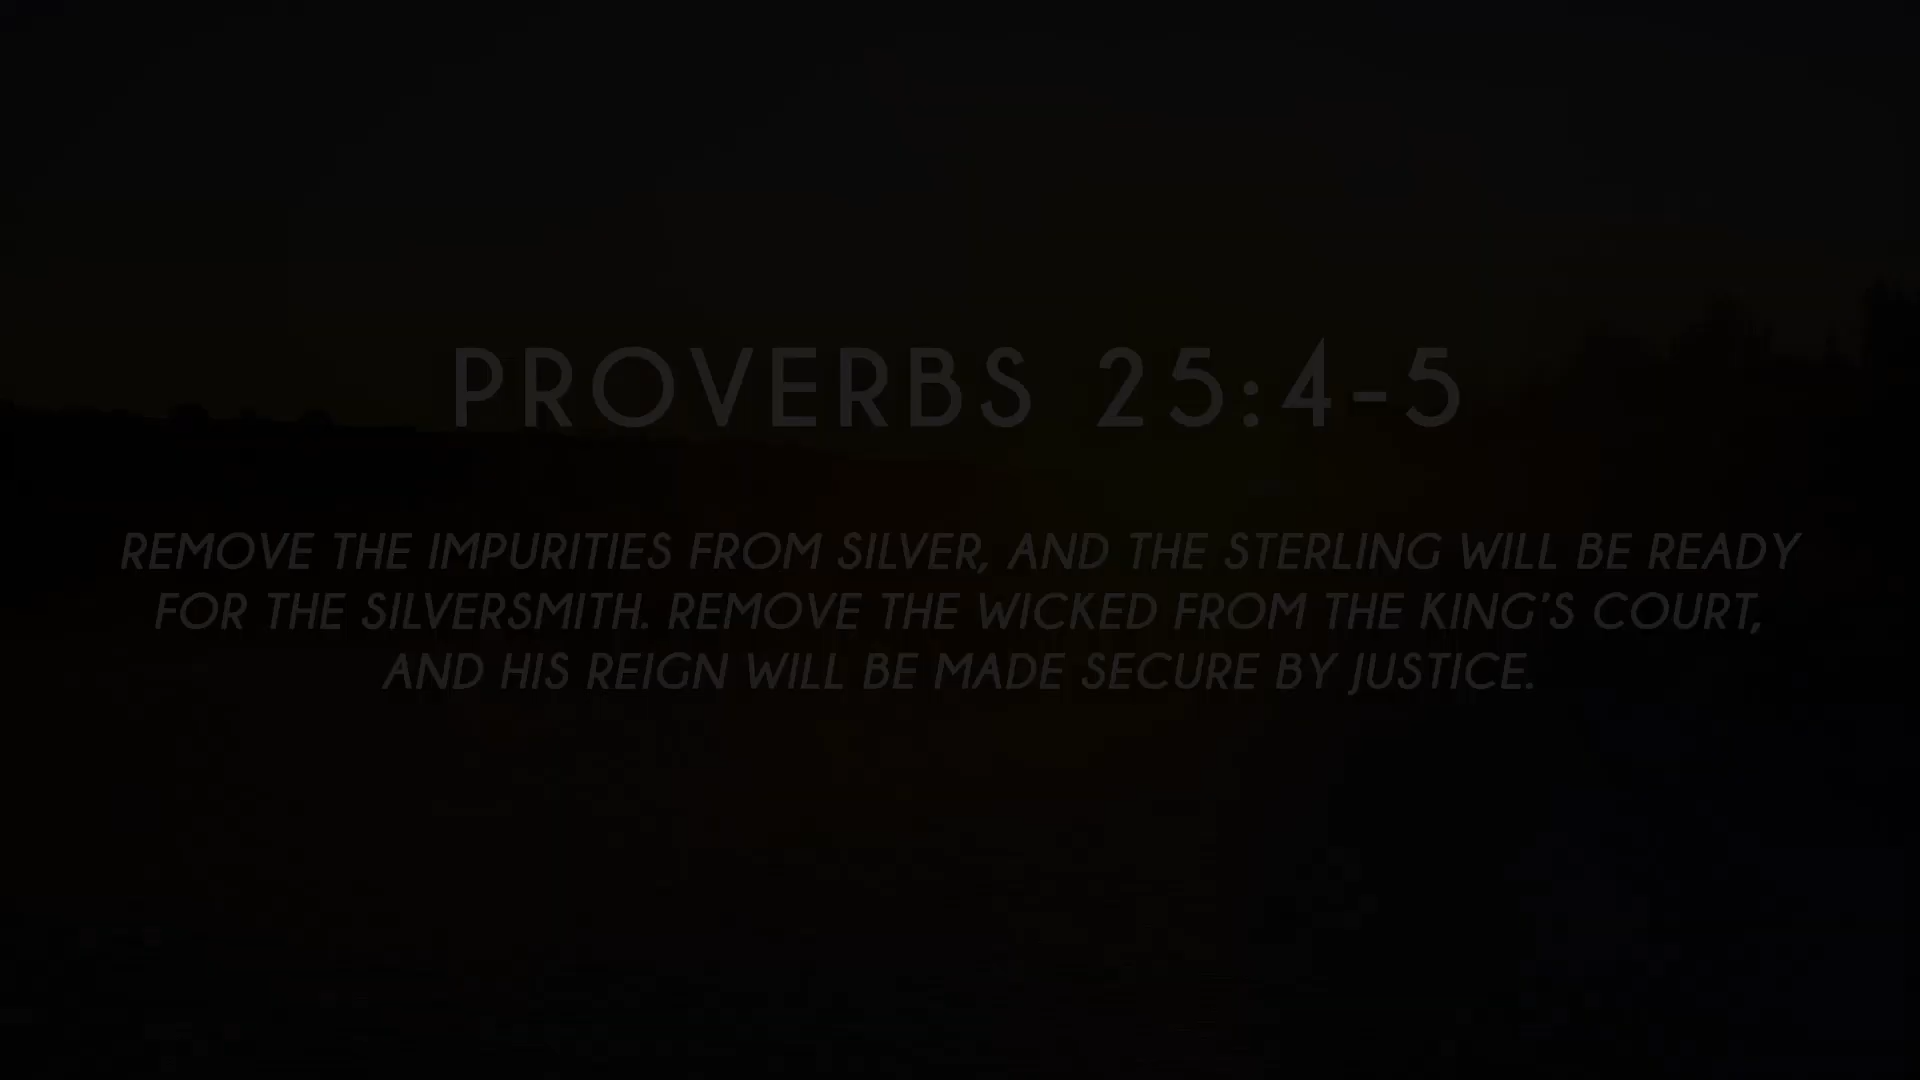 PROVERBS 25:4-5
REMOVE THE IMPURITIES FROM SILVER, AND THE STERLING WILL BE READY
FOR THE SILVERSMITH. REMOVE THE WICKED FROM THE KING’S COURT,
AND HIS REIGN WILL BE MADE SECURE BY JUSTICE.